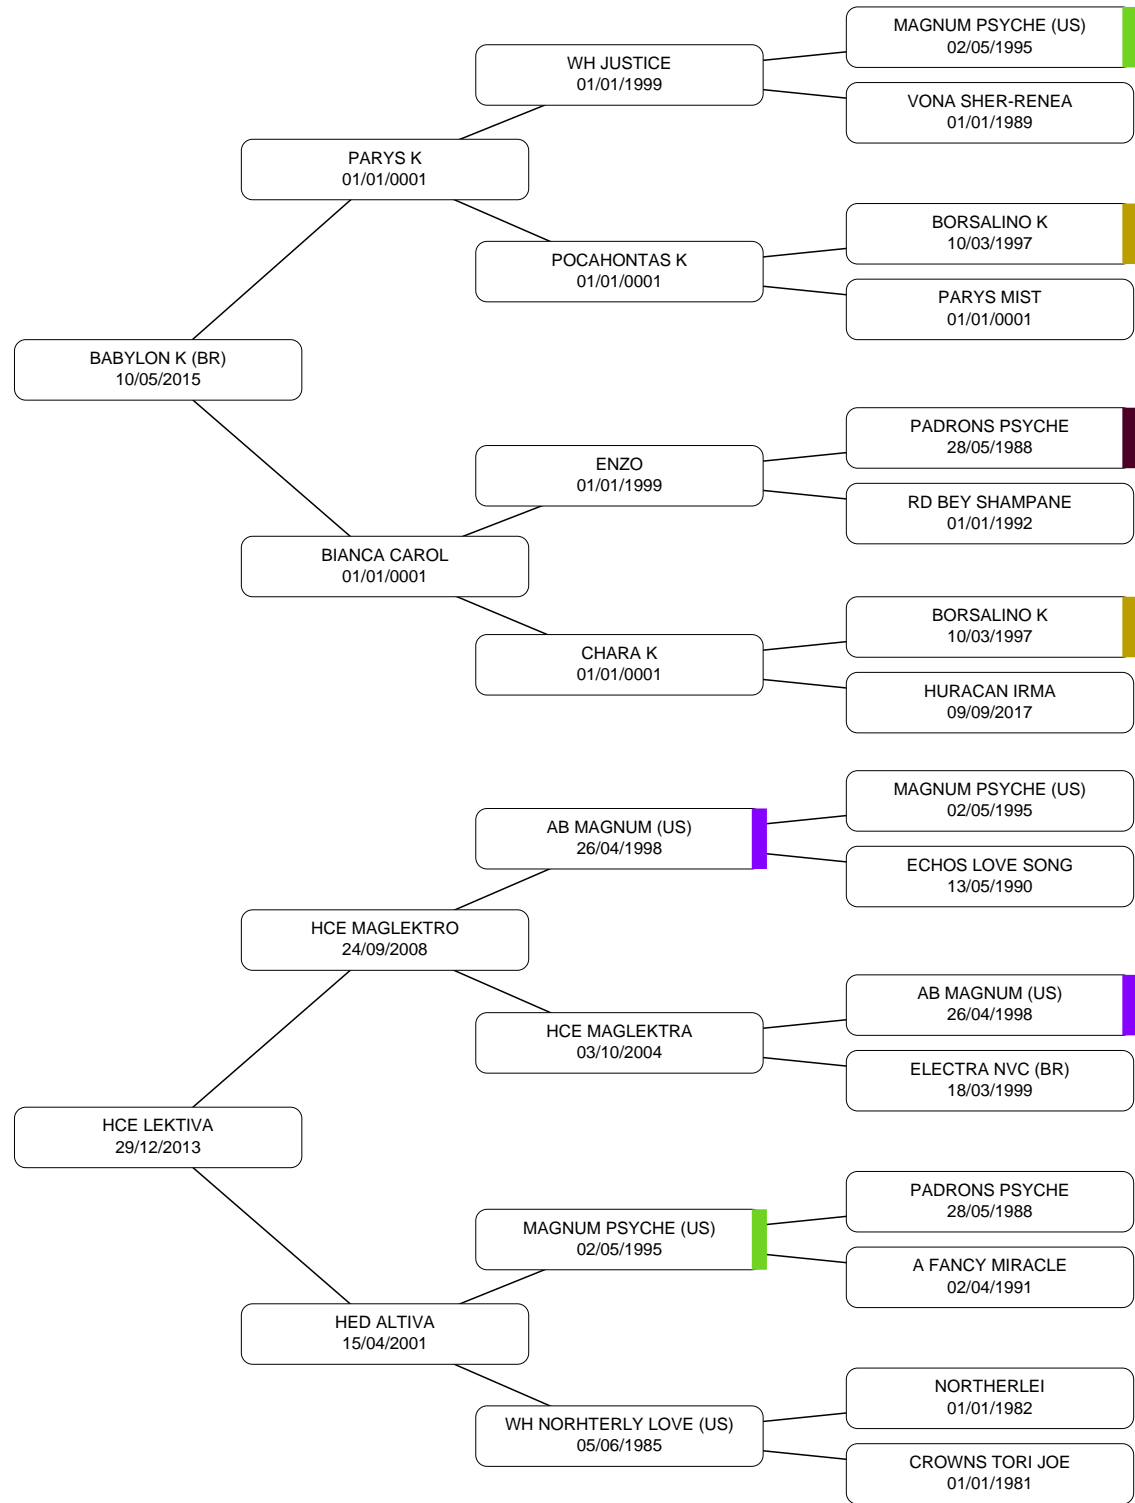 MAGNUM PSYCHE (US)
02/05/1995
WH JUSTICE
01/01/1999
VONA SHER-RENEA
01/01/1989
PARYS K
01/01/0001
BORSALINO K
10/03/1997
POCAHONTAS K
01/01/0001
PARYS MIST
01/01/0001
BABYLON K (BR)
10/05/2015
PADRONS PSYCHE
28/05/1988
ENZO
01/01/1999
RD BEY SHAMPANE
01/01/1992
BIANCA CAROL
01/01/0001
BORSALINO K
10/03/1997
CHARA K
01/01/0001
HURACAN IRMA
09/09/2017
MAGNUM PSYCHE (US)
02/05/1995
AB MAGNUM (US)
26/04/1998
ECHOS LOVE SONG
13/05/1990
HCE MAGLEKTRO
24/09/2008
AB MAGNUM (US)
26/04/1998
HCE MAGLEKTRA
03/10/2004
ELECTRA NVC (BR)
18/03/1999
HCE LEKTIVA
29/12/2013
PADRONS PSYCHE
28/05/1988
MAGNUM PSYCHE (US)
02/05/1995
A FANCY MIRACLE
02/04/1991
HED ALTIVA
15/04/2001
NORTHERLEI
01/01/1982
WH NORHTERLY LOVE (US)
05/06/1985
CROWNS TORI JOE
01/01/1981